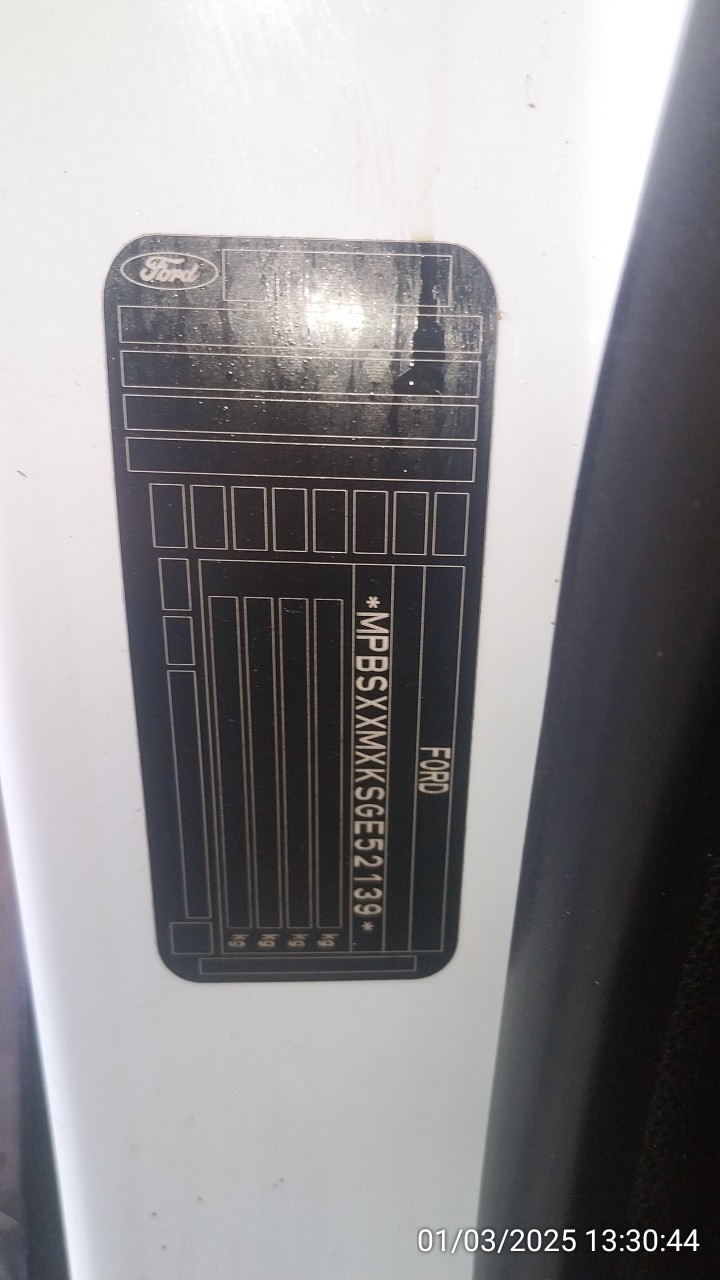 Ford
FORD
*MPBSXXMXKSGE52139*
kg
kg
kg
kg
01/03/2025 13:30:44